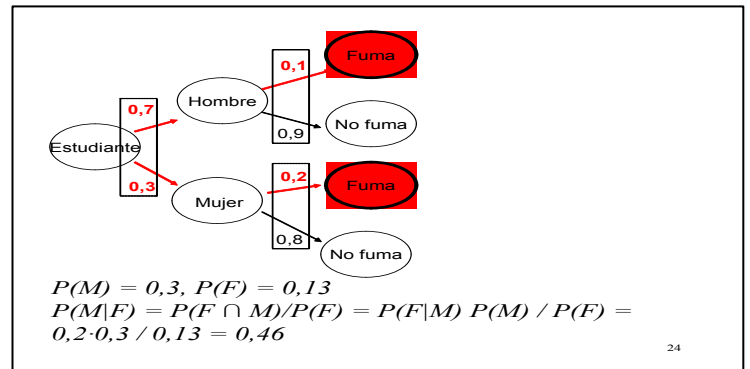 Fuma
0,1
0,7
Hombre
No fuma
0,9
Estudiante
0,2
Fuma
0,3
Mujer
0,8
No fuma
P(M) = 0,3, P(F) = 0,13
P(M|F) = P(F ∩ M)/P(F) = P(F|M) P(M) / P(F) =
0,2·0,3 / 0,13 = 0,46
24